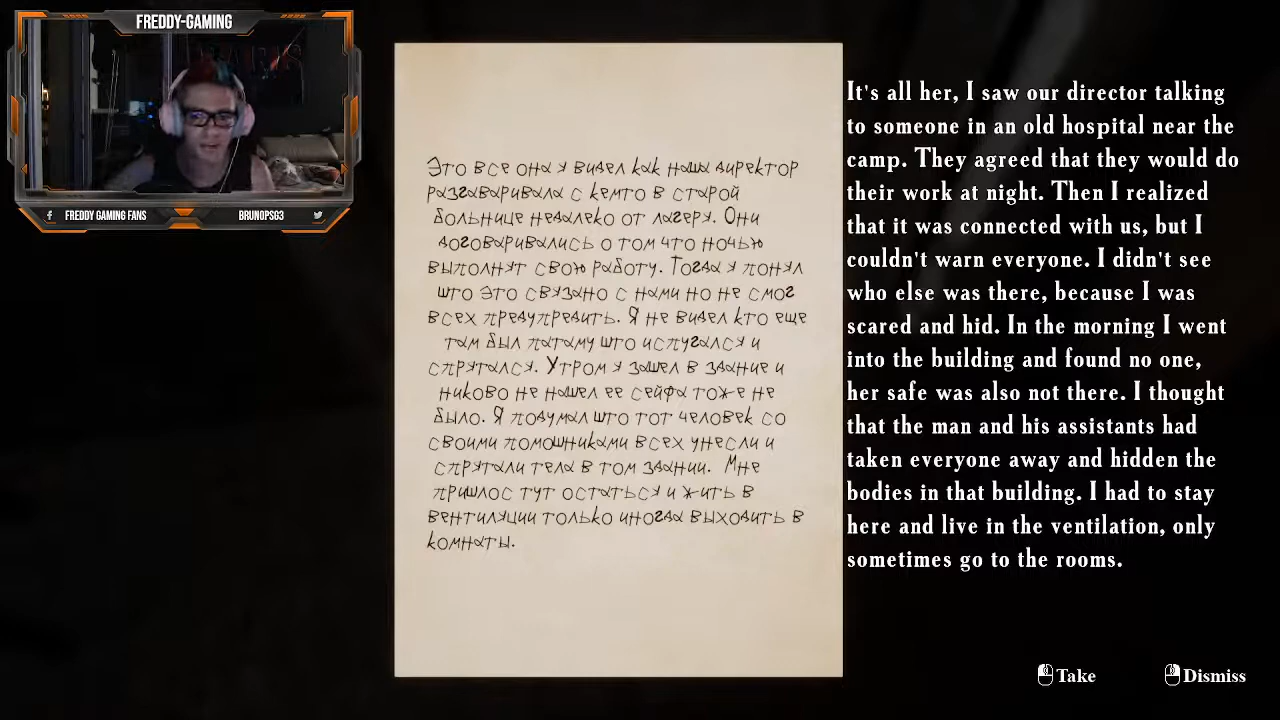 FREDDY-GAMING
FREDDY GAMING FANS
BRUNOPSG3
Это все она я видел как наша директор
разгаваривала с кемто в старой
больнице недалеко от лагеря. Они
договаривались о том что ночью
выполнят свою работу. Тогда я понял
што это связано с нами но не смог
всех предупредить. Я не видел кто еще
там был патаму што испугался и
спрятался. Утром я зашел в здание и
никово не нашел ее сейфа тоже не
было. Я подумал што тот человек со
своими помошниками всех унесли и
спрятали тела в том здании. Мне
пришлос тут остаться и жить в
вентиляции только иногда выходить в
комнаты.
It's all her, I saw our director talking
to someone in an old hospital near the
camp. They agreed that they would do
their work at night. Then I realized
that it was connected with us, but I
couldn't warn everyone. I didn't see
who else was there, because I was
scared and hid. In the morning I went
into the building and found no one,
her safe was also not there. I thought
that the man and his assistants had
taken everyone away and hidden the
bodies in that building. I had to stay
here and live in the ventilation, only
sometimes go to the rooms.
Take
Dismiss